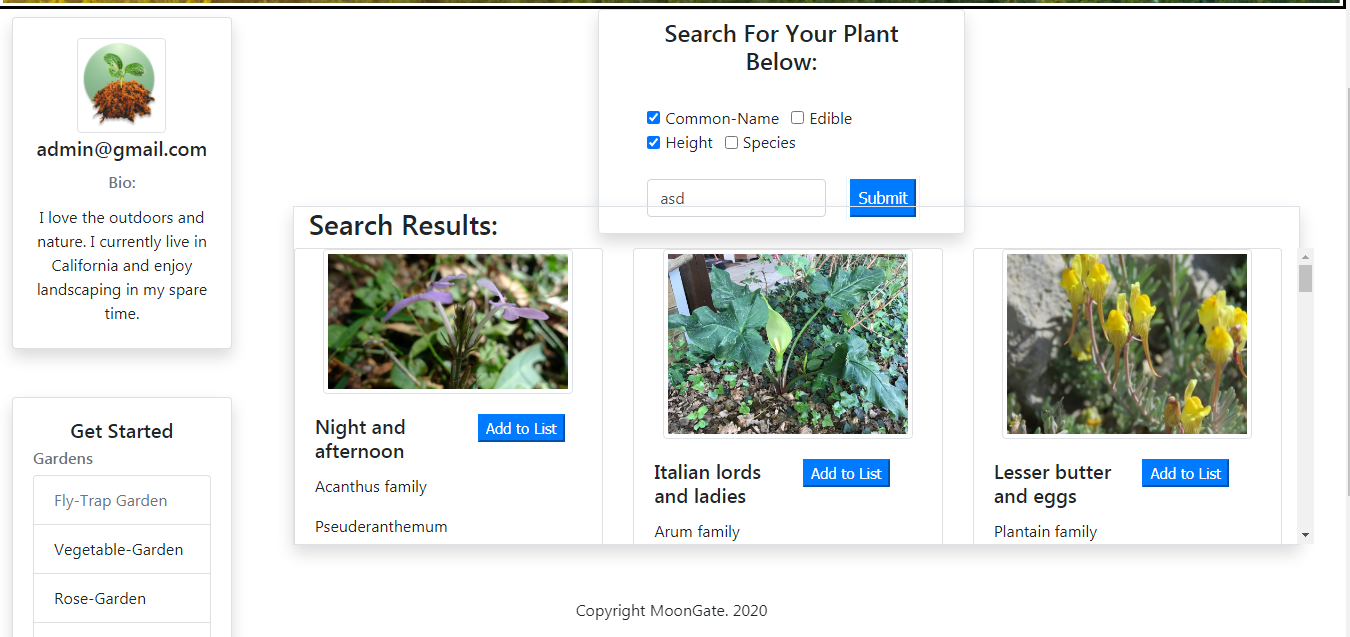 admin@gmail.com
Bio:
I love the outdoors and
nature. I currently live in
California and enjoy
landscaping in my spare
time.
Get Started
Gardens
Fly-Trap Garden
Vegetable-Garden
Rose-Garden
Search For Your Plant
Below:
Common-Name Edible
Height Species
asd Submit
Search Results:
Night and
afternoon
Add to List
Acanthus family
Pseuderanthemum
Italian lords
and ladies
Add to List
Arum family
Lesser butter
and eggs
Add to List
Plantain family
Copyright MoonGate. 2020